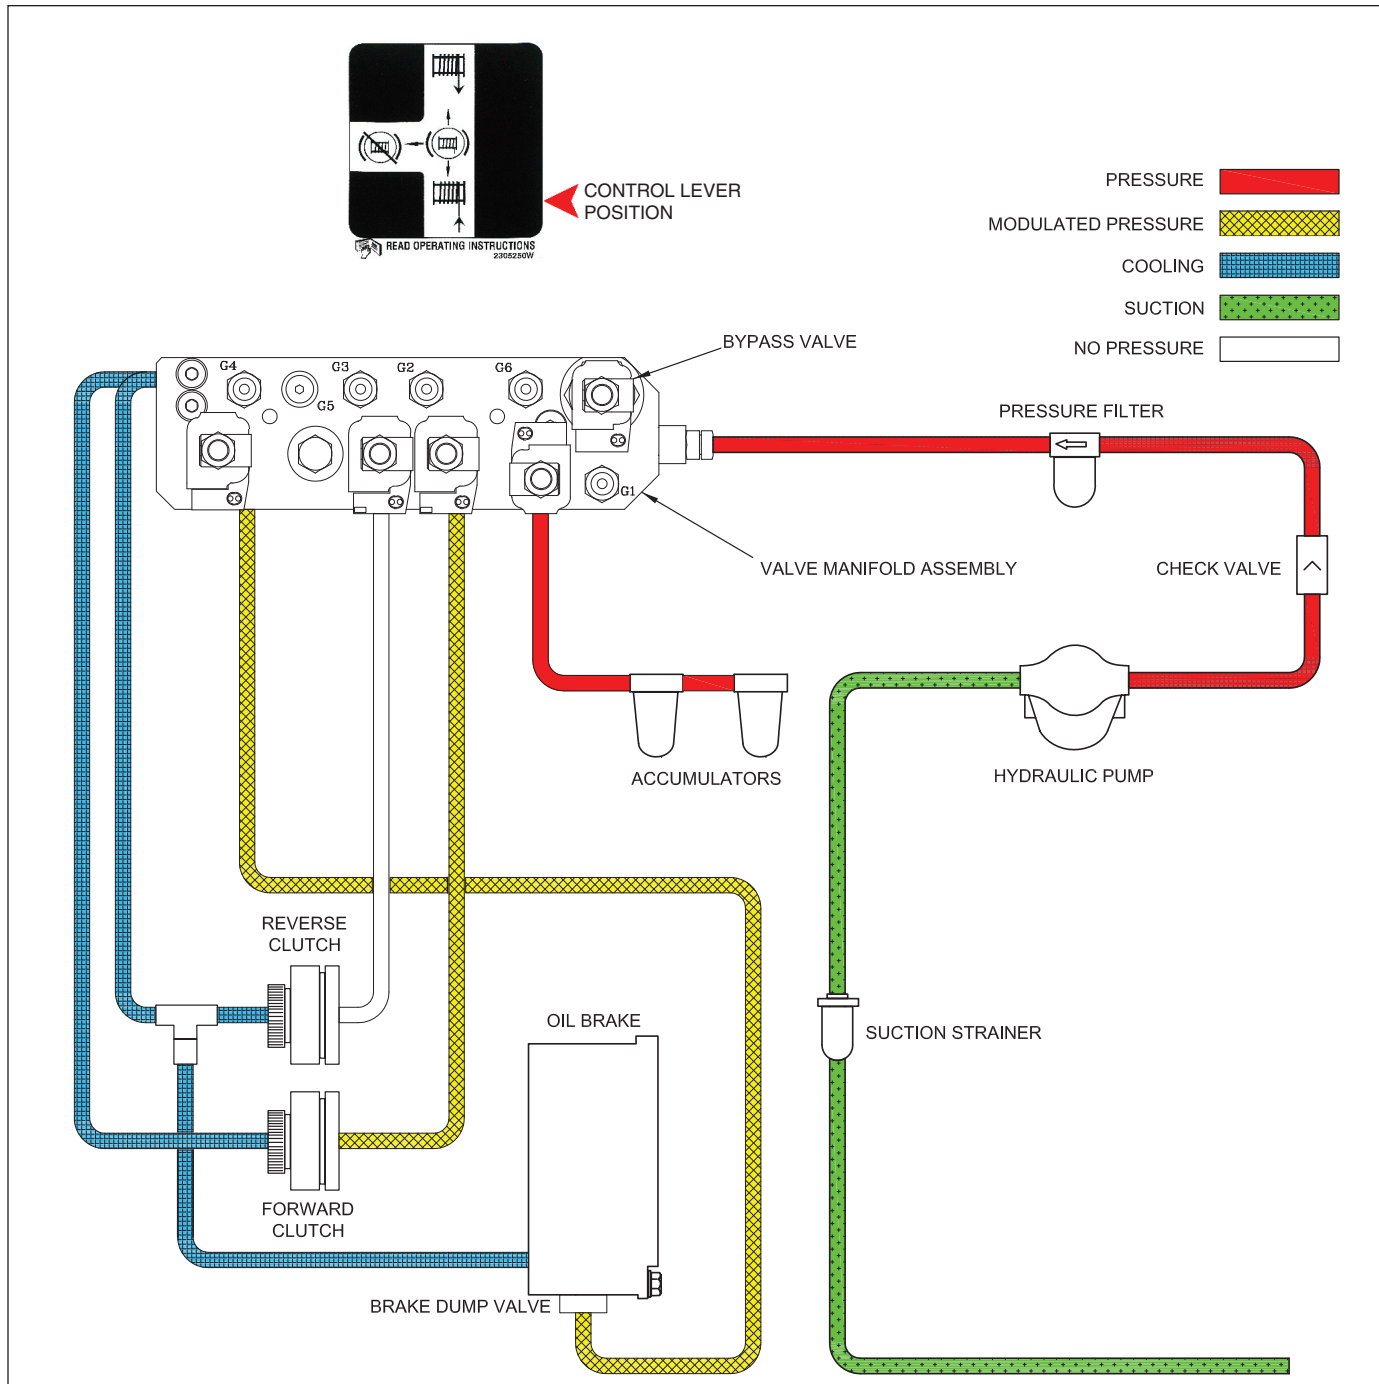 CONTROL LEVER
POSITION
READ OPERATING INSTRUCTIONS
2305250W
PRESSURE
MODULATED PRESSURE
COOLING
SUCTION
NO PRESSURE
BYPASS VALVE
G4
G3
G2
G6
G5
G1
PRESSURE FILTER
VALVE MANIFOLD ASSEMBLY
CHECK VALVE
ACCUMULATORS
HYDRAULIC PUMP
REVERSE
CLUTCH
OIL BRAKE
SUCTION STRAINER
FORWARD
CLUTCH
BRAKE DUMP VALVE